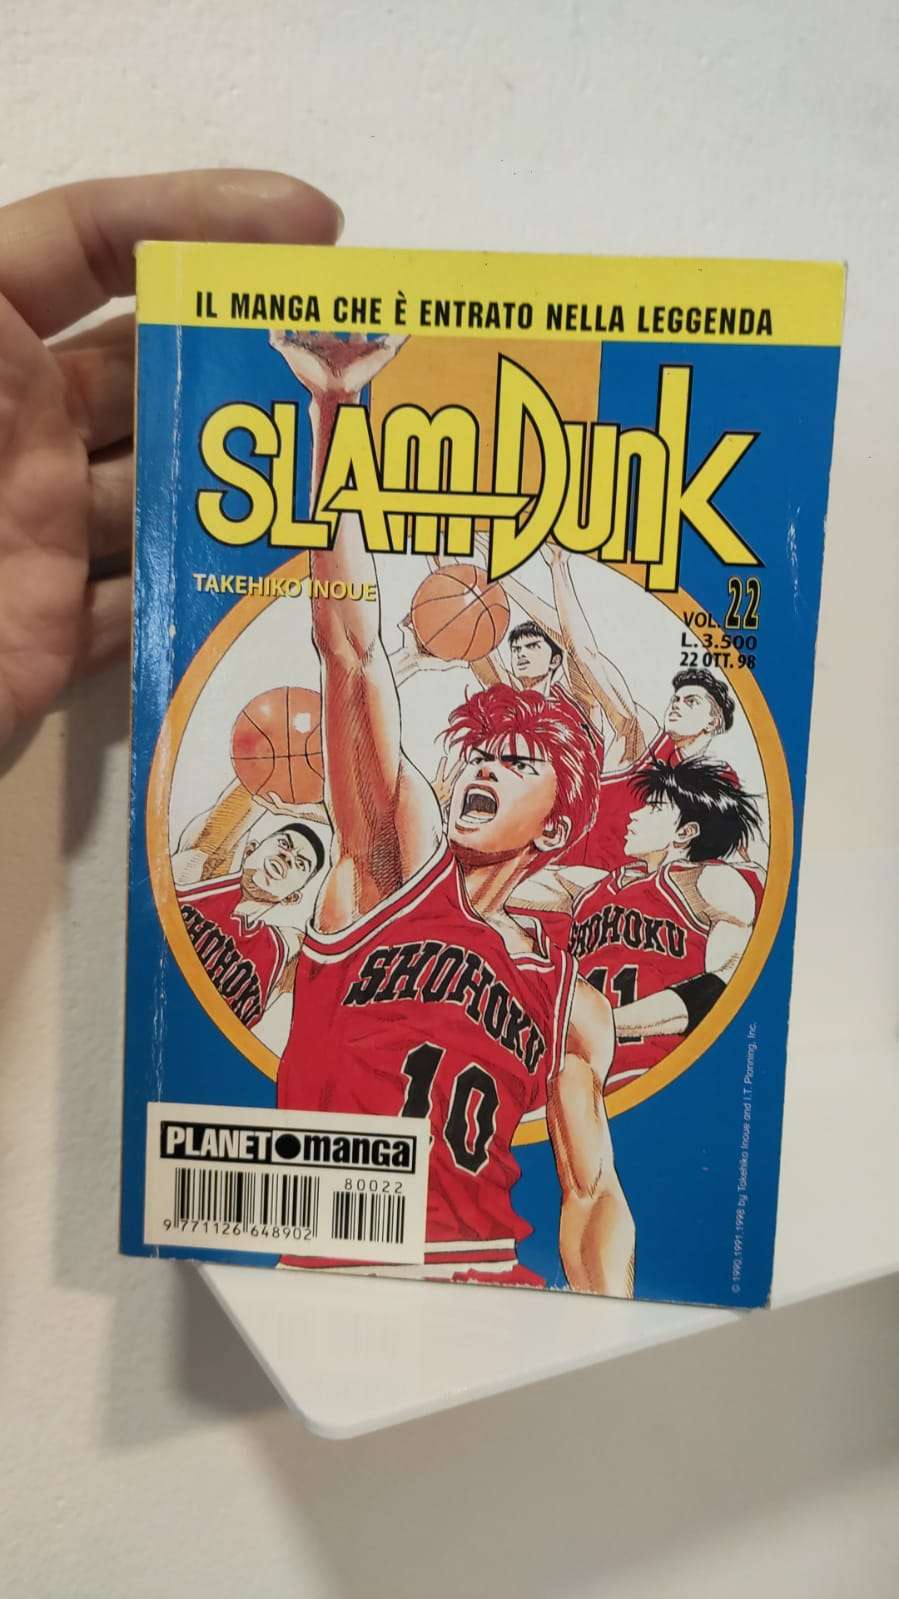 IL MANGA CHE È ENTRATO NELLA LEGGENDA
SLAM DUNK
TAKEHIKO INOUE
VOL. 22
L. 3.500
22 OTT. 98
SHOHOKU
SHOHOKU
11
SHOHOKU
10
© 1990, 1991, 1998 by Takehiko Inoue and I.T. Planning, Inc.
PLANET manga
80022
9 771126 648902